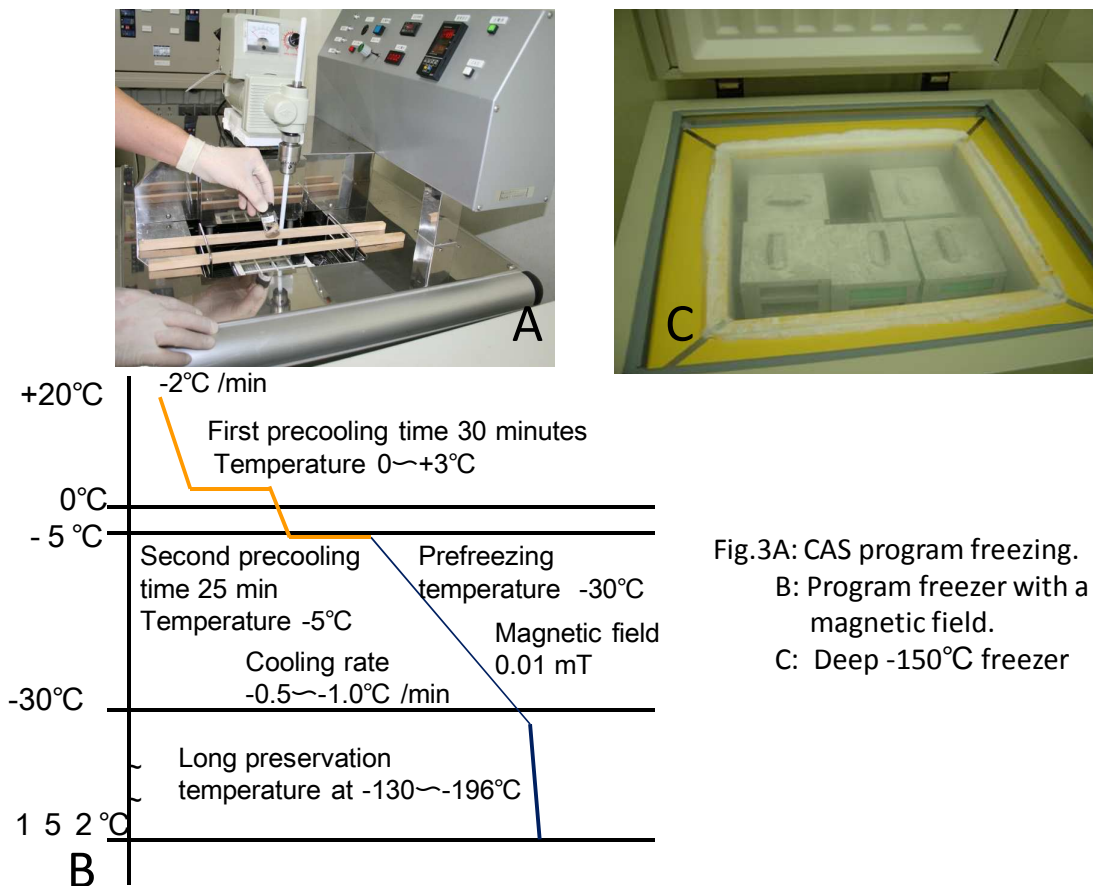 A
C
-2℃ /min
+20℃
First precooling time 30 minutes
Temperature 0〜+3℃
0℃
- 5 ℃
Second precooling
time 25 min
Temperature -5℃
Prefreezing
temperature -30℃
Magnetic field
0.01 mT
Cooling rate
-0.5〜-1.0℃ /min
-30℃
Long preservation
temperature at -130〜-196℃
~
~
1 5 2 ℃
B
Fig.3A: CAS program freezing.
B: Program freezer with a
magnetic field.
C: Deep -150℃ freezer